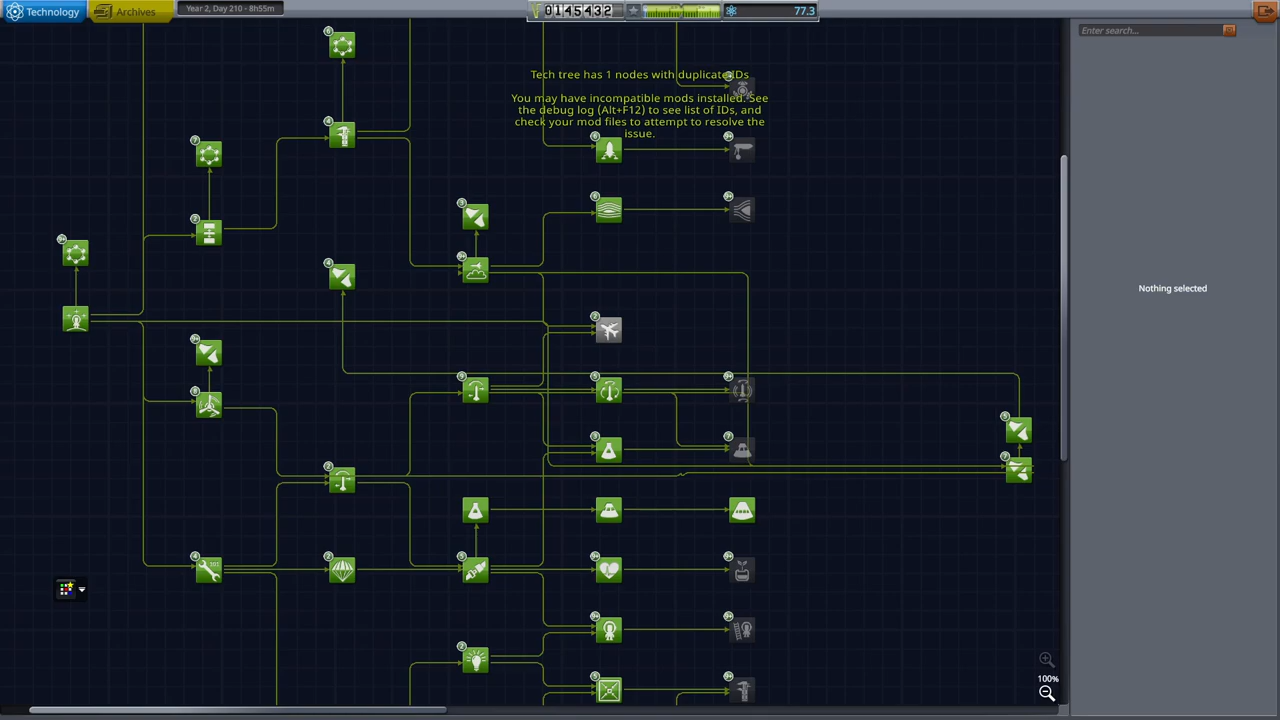 Technology
Archives
Year 2, Day 210 - 8h55m
0145432
77.3
Enter search...
Tech tree has 1 nodes with duplicate IDs
You may have incompatible mods installed. See
the debug log (Alt+F12) to see list of IDs, and
check your mod files to attempt to resolve the
issue.
Nothing selected
100%